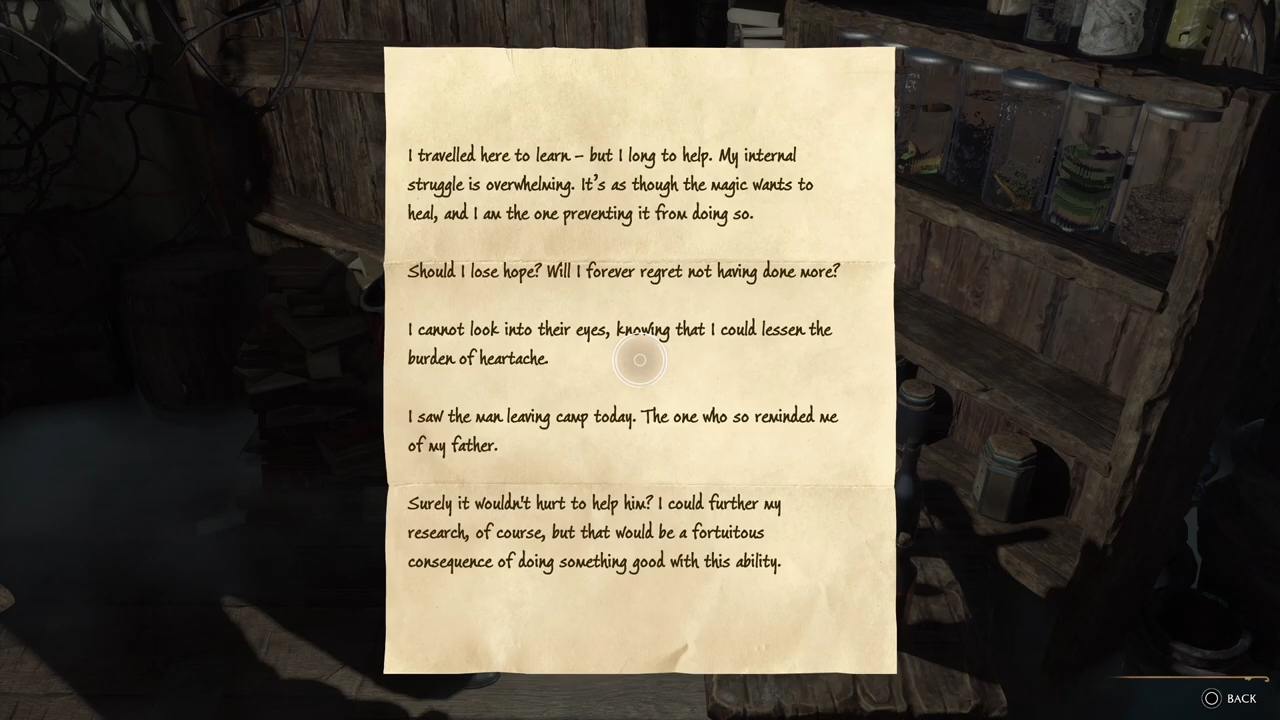 I travelled here to learn – but I long to help. My internal
struggle is overwhelming. It's as though the magic wants to
heal, and I am the one preventing it from doing so.
Should I lose hope? Will I forever regret not having done more?
I cannot look into their eyes, knowing that I could lessen the
burden of heartache.
I saw the man leaving camp today. The one who so reminded me
of my father.
Surely it wouldn't hurt to help him? I could further my
research, of course, but that would be a fortuitous
consequence of doing something good with this ability.
BACK